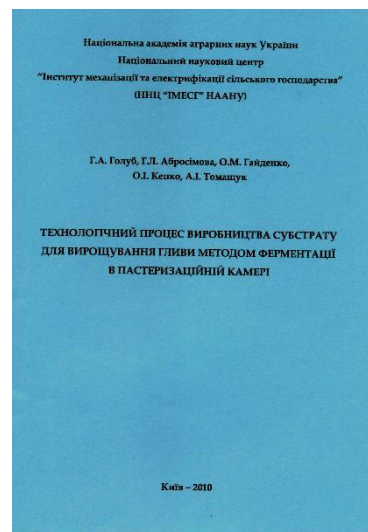 Національна академія аграрних наук України
Національний науковий центр
"Інститут механізації та електрифікації сільського господарства"
(ННЦ "ІМЕСГ" НААНУ)
Г.А. Голуб, Г.Л. Абросімова, О.М. Гайденко,
О.І. Кепко, А.І. Томащук
ТЕХНОЛОГІЧНИЙ ПРОЦЕС ВИРОБНИЦТВА СУБСТРАТУ
ДЛЯ ВИРОЩУВАННЯ ГЛИВИ МЕТОДОМ ФЕРМЕНТАЦІЇ
В ПАСТЕРИЗАЦІЙНІЙ КАМЕРІ
Київ – 2010